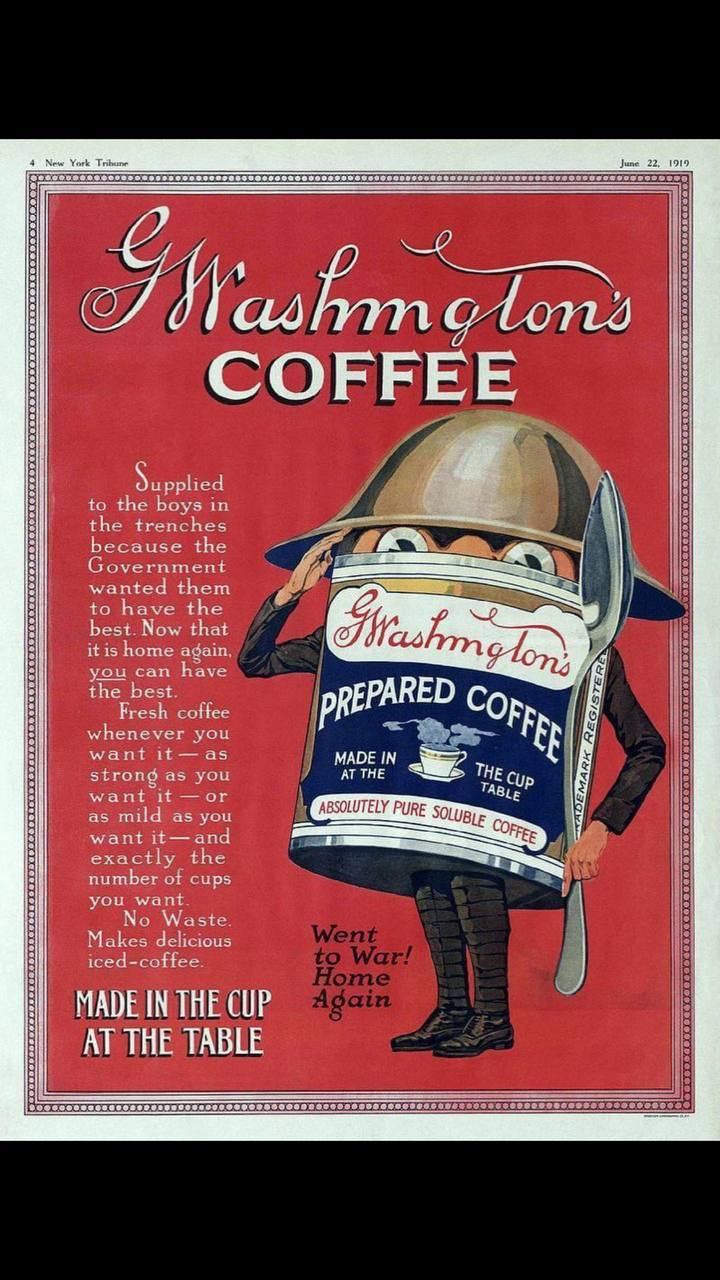 4 New York Tribune
June 22, 1919
G Washington's
COFFEE
Supplied
to the boys in
the trenches
because the
Government
wanted them
to have the
best. Now that
it is home again,
you can have
the best.
Fresh coffee
whenever you
want it—as
strong as you
want it—or
as mild as you
want it—and
exactly the
number of cups
you want.
No Waste.
Makes delicious
iced-coffee.
MADE IN THE CUP
AT THE TABLE
G Washington's
PREPARED COFFEE
MADE IN THE CUP
AT THE TABLE
ABSOLUTELY PURE SOLUBLE COFFEE
TRADEMARK REGISTERED
Went
to War!
Home
Again